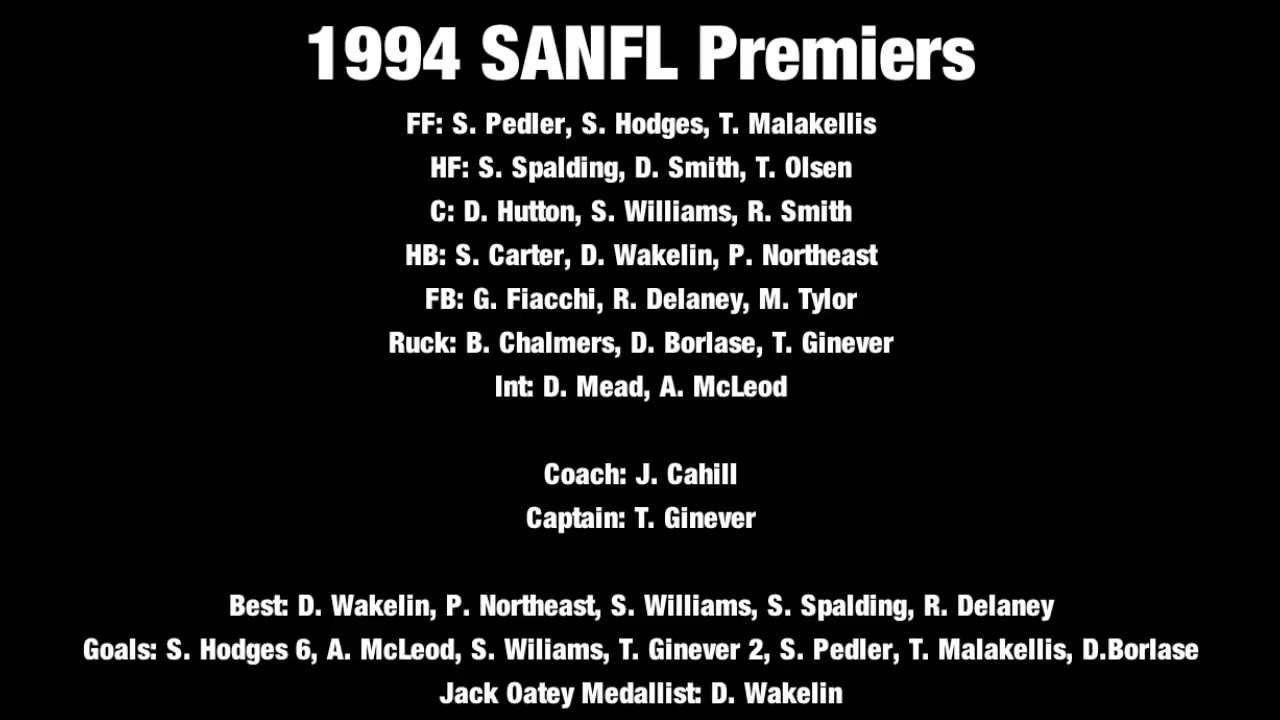 1994 SANFL Premiers
FF: S. Pedler, S. Hodges, T. Malakellis
HF: S. Spalding, D. Smith, T. Olsen
C: D. Hutton, S. Williams, R. Smith
HB: S. Carter, D. Wakelin, P. Northeast
FB: G. Fiacchi, R. Delaney, M. Tylor
Ruck: B. Chalmers, D. Borlase, T. Ginever
Int: D. Mead, A. McLeod
Coach: J. Cahill
Captain: T. Ginever
Best: D. Wakelin, P. Northeast, S. Williams, S. Spalding, R. Delaney
Goals: S. Hodges 6, A. McLeod, S. Wiliams, T. Ginever 2, S. Pedler, T. Malakellis, D.Borlase
Jack Oatey Medallist: D. Wakelin